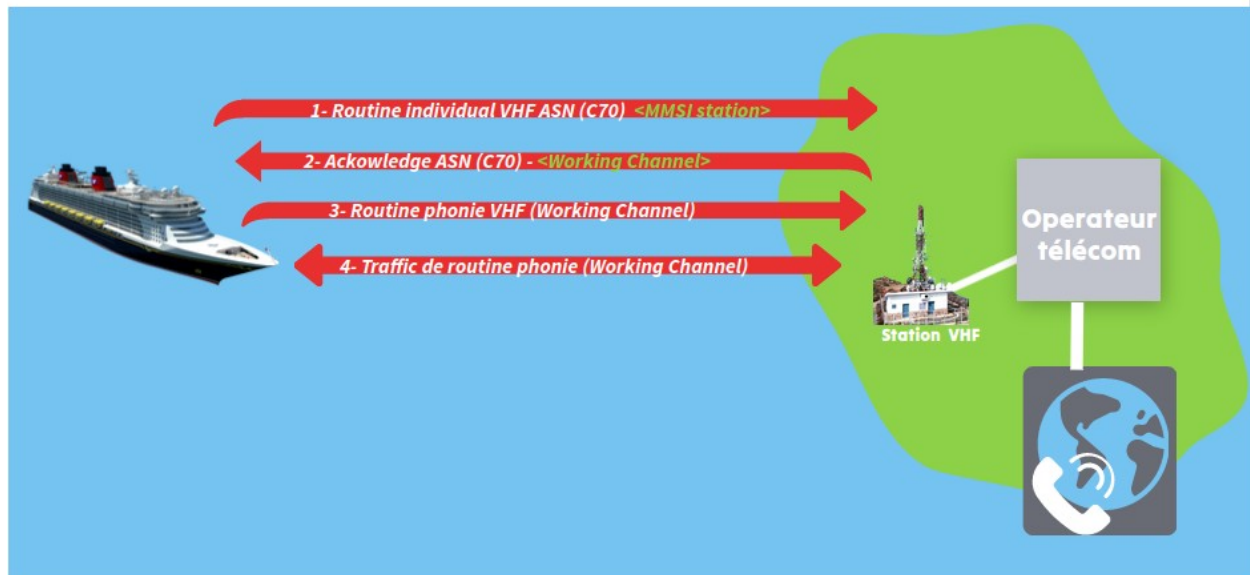 1- Routine individual VHF ASN (C70) <MMSI station>
2- Ackowledge ASN (C70) - <Working Channel>
3- Routine phonie VHF (Working Channel)
4- Traffic de routine phonie (Working Channel)
Operateur
télécom
Station VHF